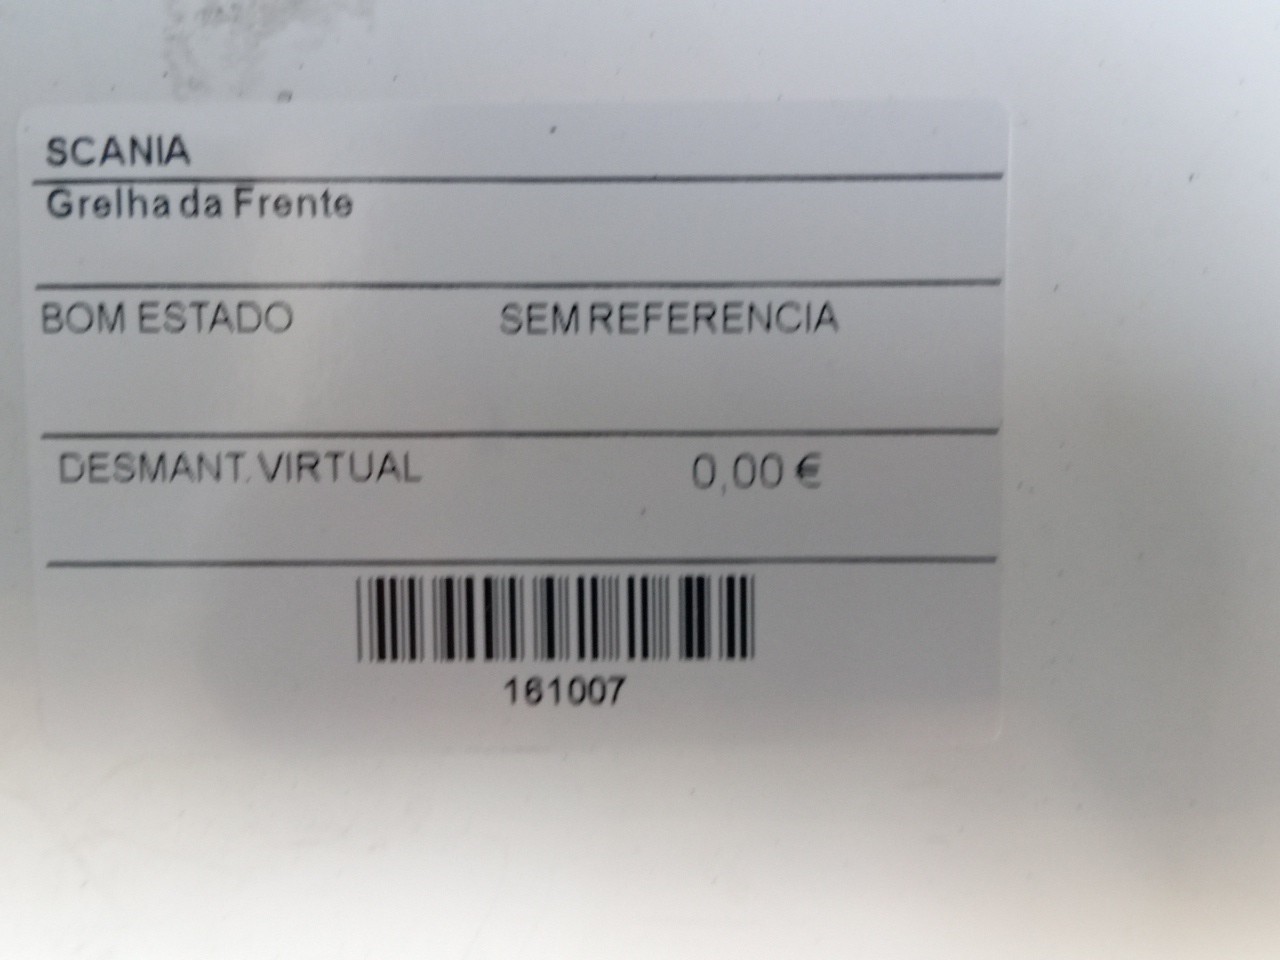 SCANIA
Grelha da Frente
BOM ESTADO SEM REFERENCIA
DESMANT. VIRTUAL 0,00 €
161007